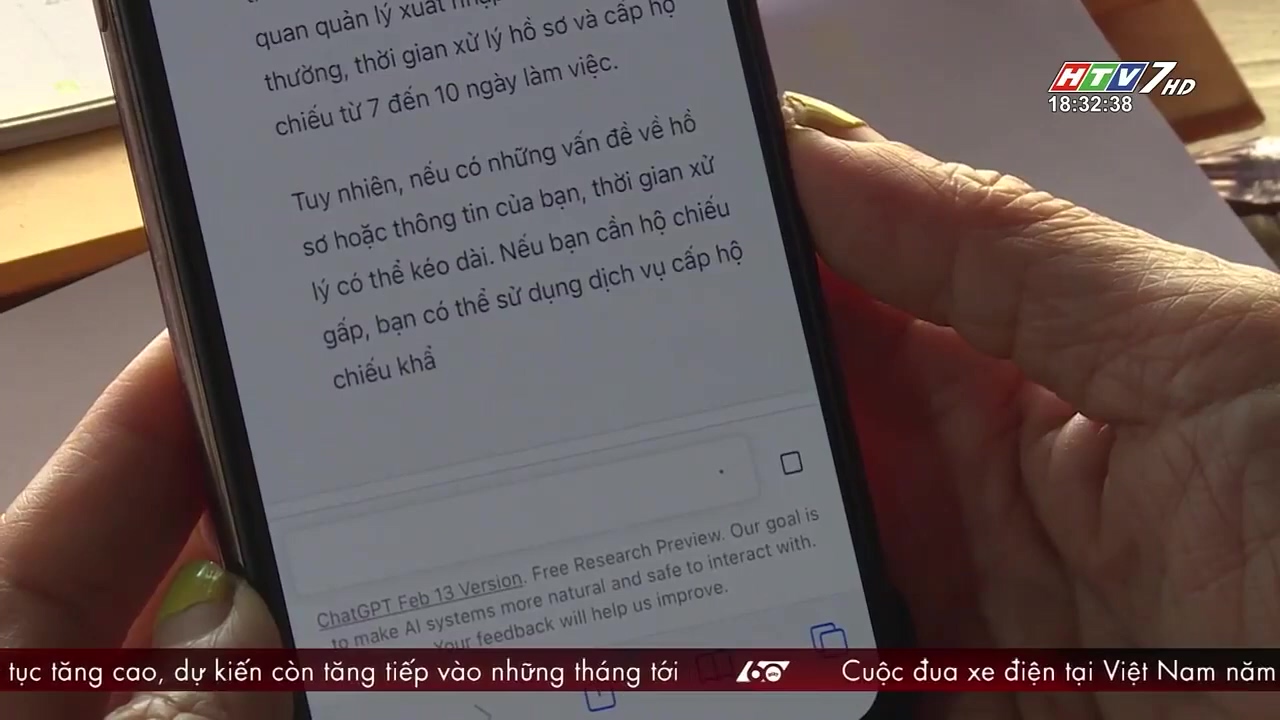 quan quản lý xuất nhập
thường, thời gian xử lý hồ sơ và cấp hộ
chiếu từ 7 đến 10 ngày làm việc.
Tuy nhiên, nếu có những vấn đề về hồ
sơ hoặc thông tin của bạn, thời gian xử
lý có thể kéo dài. Nếu bạn cần hộ chiếu
gấp, bạn có thể sử dụng dịch vụ cấp hộ
chiếu khẩ
ChatGPT Feb 13 Version. Free Research Preview. Our goal is
to make AI systems more natural and safe to interact with.
Your feedback will help us improve.
HTV7 HD
18:32:38
tục tăng cao, dự kiến còn tăng tiếp vào những tháng tới 60 giây Cuộc đua xe điện tại Việt Nam năm